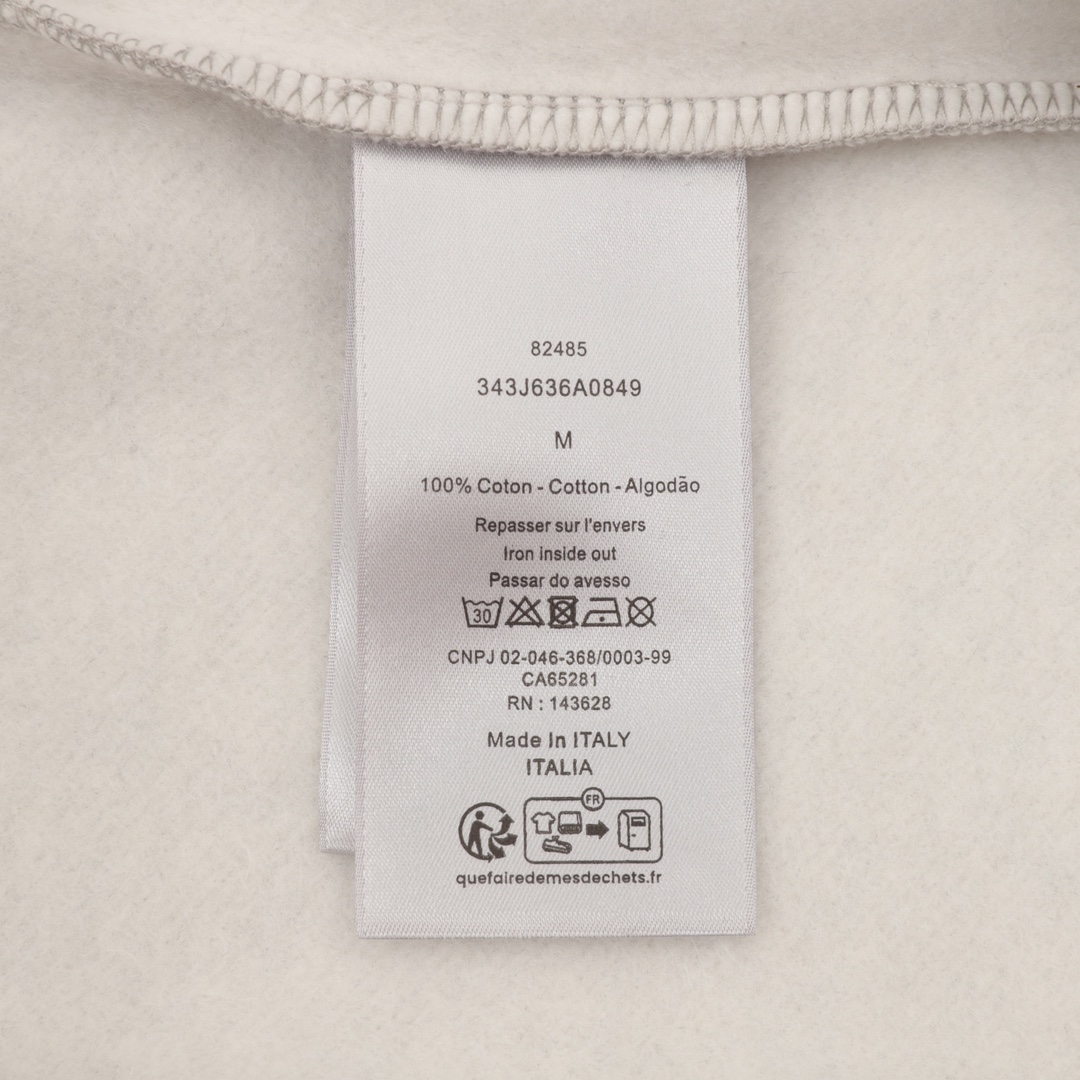 82485
343J636A0849
M
100% Coton - Cotton - Algodão
Repasser sur l'envers
Iron inside out
Passar do avesso
30
CNPJ 02-046-368/0003-99
CA65281
RN : 143628
Made In ITALY
ITALIA
FR
quefairedemesdechets.fr